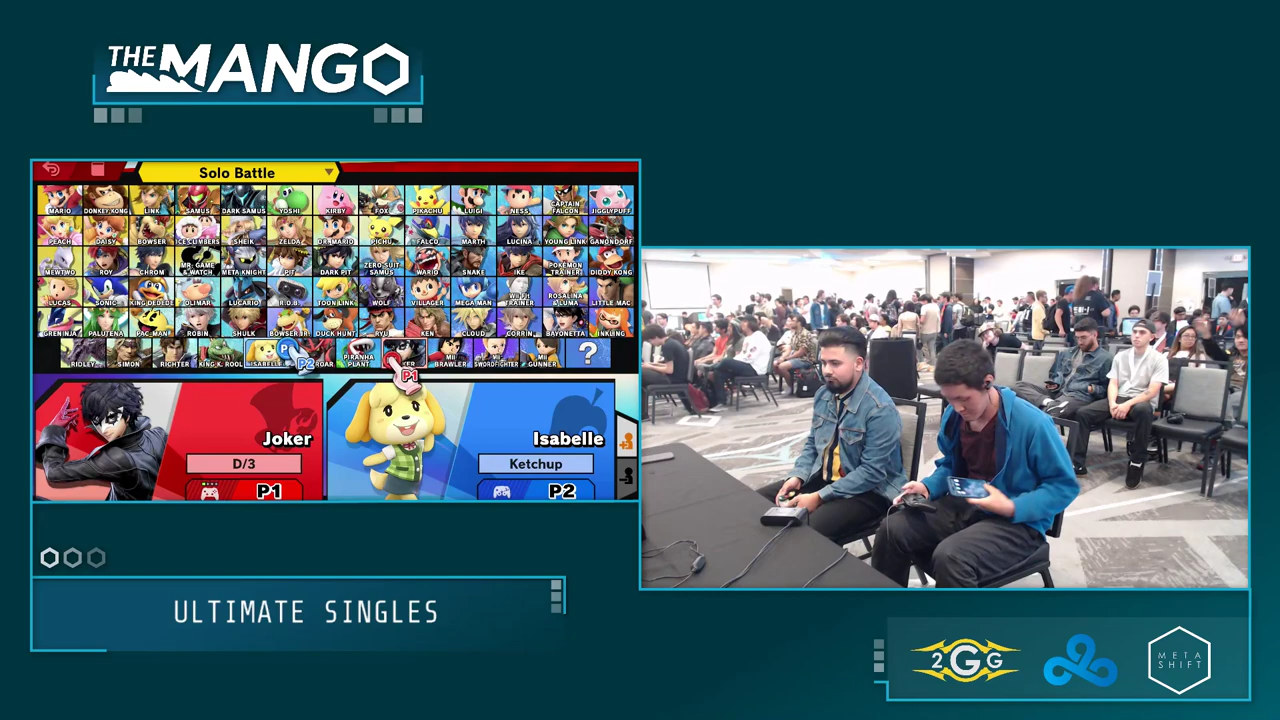 THE MANGO
Solo Battle
MARIO
DONKEY KONG
LINK
SAMUS
DARK SAMUS
YOSHI
KIRBY
FOX
PIKACHU
LUIGI
NESS
CAPTAIN FALCON
JIGGLYPUFF
PEACH
DAISY
BOWSER
ICE CLIMBERS
SHEIK
ZELDA
DR. MARIO
PICHU
FALCO
MARTH
LUCINA
YOUNG LINK
GANONDORF
MEWTWO
ROY
CHROM
MR. GAME & WATCH
META KNIGHT
PIT
DARK PIT
ZERO SUIT SAMUS
WARIO
SNAKE
IKE
POKÉMON TRAINER
DIDDY KONG
LUCAS
SONIC
KING DEDEDE
OLIMAR
LUCARIO
R.O.B.
TOON LINK
WOLF
VILLAGER
MEGA MAN
Wii Fit TRAINER
ROSALINA & LUMA
LITTLE MAC
GRENINJA
PALUTENA
PAC-MAN
ROBIN
SHULK
BOWSER JR.
DUCK HUNT
RYU
KEN
CLOUD
CORRIN
BAYONETTA
INKLING
RIDLEY
SIMON
RICHTER
KING K. ROOL
ISABELLE
P
P2
ROAR
PIRANHA PLANT
KER
P1
Mii BRAWLER
Mii SWORDFIGHTER
Mii GUNNER
?
Joker
D/3
P1
Isabelle
Ketchup
P2
ULTIMATE SINGLES
2GG
META
SHIFT